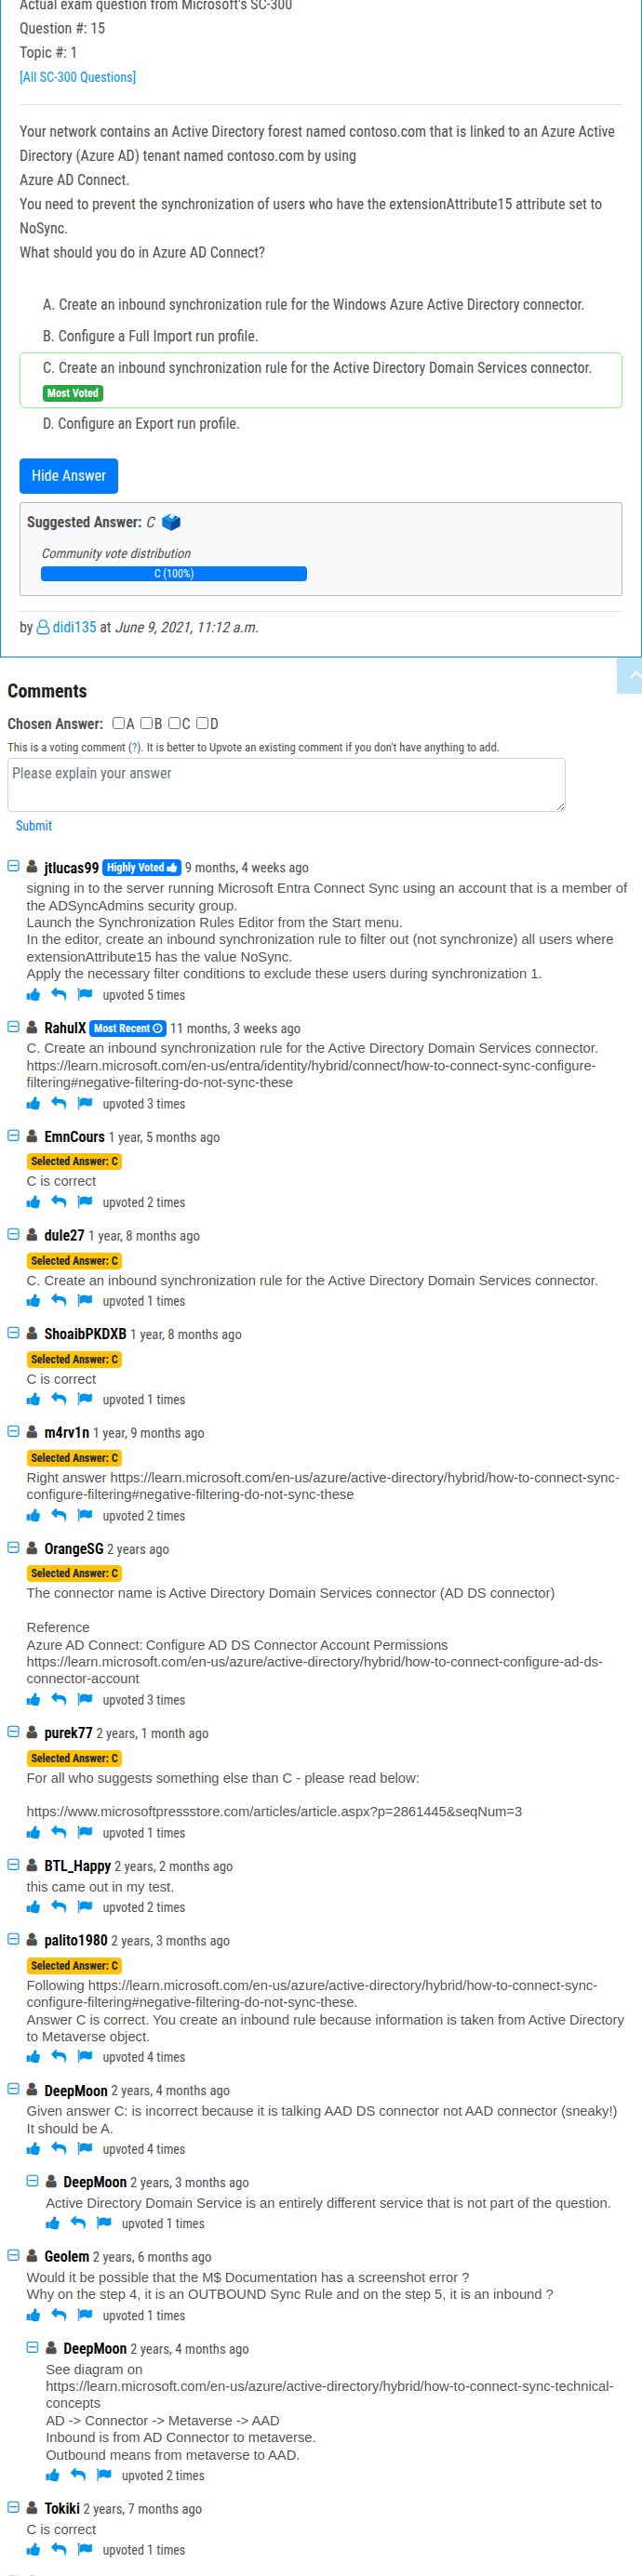 Actual exam question from Microsoft's SC-300
Question #: 15
Topic #: 1
[All SC-300 Questions]
Your network contains an Active Directory forest named contoso.com that is linked to an Azure Active
Directory (Azure AD) tenant named contoso.com by using
Azure AD Connect.
You need to prevent the synchronization of users who have the extensionAttribute15 attribute set to
NoSync.
What should you do in Azure AD Connect?
A. Create an inbound synchronization rule for the Windows Azure Active Directory connector.
B. Configure a Full Import run profile.
C. Create an inbound synchronization rule for the Active Directory Domain Services connector.
Most Voted
D. Configure an Export run profile.
Hide Answer
Suggested Answer: C
Community vote distribution
C (100%)
by didi135 at June 9, 2021, 11:12 a.m.
Comments
Chosen Answer: A B C D
This is a voting comment (?). It is better to Upvote an existing comment if you don't have anything to add.
Please explain your answer
Submit
jtlucas99 Highly Voted 9 months, 4 weeks ago
signing in to the server running Microsoft Entra Connect Sync using an account that is a member of
the ADSyncAdmins security group.
Launch the Synchronization Rules Editor from the Start menu.
In the editor, create an inbound synchronization rule to filter out (not synchronize) all users where
extensionAttribute15 has the value NoSync.
Apply the necessary filter conditions to exclude these users during synchronization 1.
upvoted 5 times
RahulX Most Recent 11 months, 3 weeks ago
C. Create an inbound synchronization rule for the Active Directory Domain Services connector.
https://learn.microsoft.com/en-us/entra/identity/hybrid/connect/how-to-connect-sync-configure-
filtering#negative-filtering-do-not-sync-these
upvoted 3 times
EmnCours 1 year, 5 months ago
Selected Answer: C
C is correct
upvoted 2 times
dule27 1 year, 8 months ago
Selected Answer: C
C. Create an inbound synchronization rule for the Active Directory Domain Services connector.
upvoted 1 times
ShoaibPKDXB 1 year, 8 months ago
Selected Answer: C
C is correct
upvoted 1 times
m4rv1n 1 year, 9 months ago
Selected Answer: C
Right answer https://learn.microsoft.com/en-us/azure/active-directory/hybrid/how-to-connect-sync-
configure-filtering#negative-filtering-do-not-sync-these
upvoted 2 times
OrangeSG 2 years ago
Selected Answer: C
The connector name is Active Directory Domain Services connector (AD DS connector)
Reference
Azure AD Connect: Configure AD DS Connector Account Permissions
https://learn.microsoft.com/en-us/azure/active-directory/hybrid/how-to-connect-configure-ad-ds-
connector-account
upvoted 3 times
purek77 2 years, 1 month ago
Selected Answer: C
For all who suggests something else than C - please read below:
https://www.microsoftpressstore.com/articles/article.aspx?p=2861445&seqNum=3
upvoted 1 times
BTL_Happy 2 years, 2 months ago
this came out in my test.
upvoted 2 times
palito1980 2 years, 3 months ago
Selected Answer: C
Following https://learn.microsoft.com/en-us/azure/active-directory/hybrid/how-to-connect-sync-
configure-filtering#negative-filtering-do-not-sync-these.
Answer C is correct. You create an inbound rule because information is taken from Active Directory
to Metaverse object.
upvoted 4 times
DeepMoon 2 years, 4 months ago
Given answer C: is incorrect because it is talking AAD DS connector not AAD connector (sneaky!)
It should be A.
upvoted 4 times
DeepMoon 2 years, 3 months ago
Active Directory Domain Service is an entirely different service that is not part of the question.
upvoted 1 times
Geolem 2 years, 6 months ago
Would it be possible that the M$ Documentation has a screenshot error ?
Why on the step 4, it is an OUTBOUND Sync Rule and on the step 5, it is an inbound ?
upvoted 1 times
DeepMoon 2 years, 4 months ago
See diagram on
https://learn.microsoft.com/en-us/azure/active-directory/hybrid/how-to-connect-sync-technical-
concepts
AD -> Connector -> Metaverse -> AAD
Inbound is from AD Connector to metaverse.
Outbound means from metaverse to AAD.
upvoted 2 times
Tokiki 2 years, 7 months ago
C is correct
upvoted 1 times